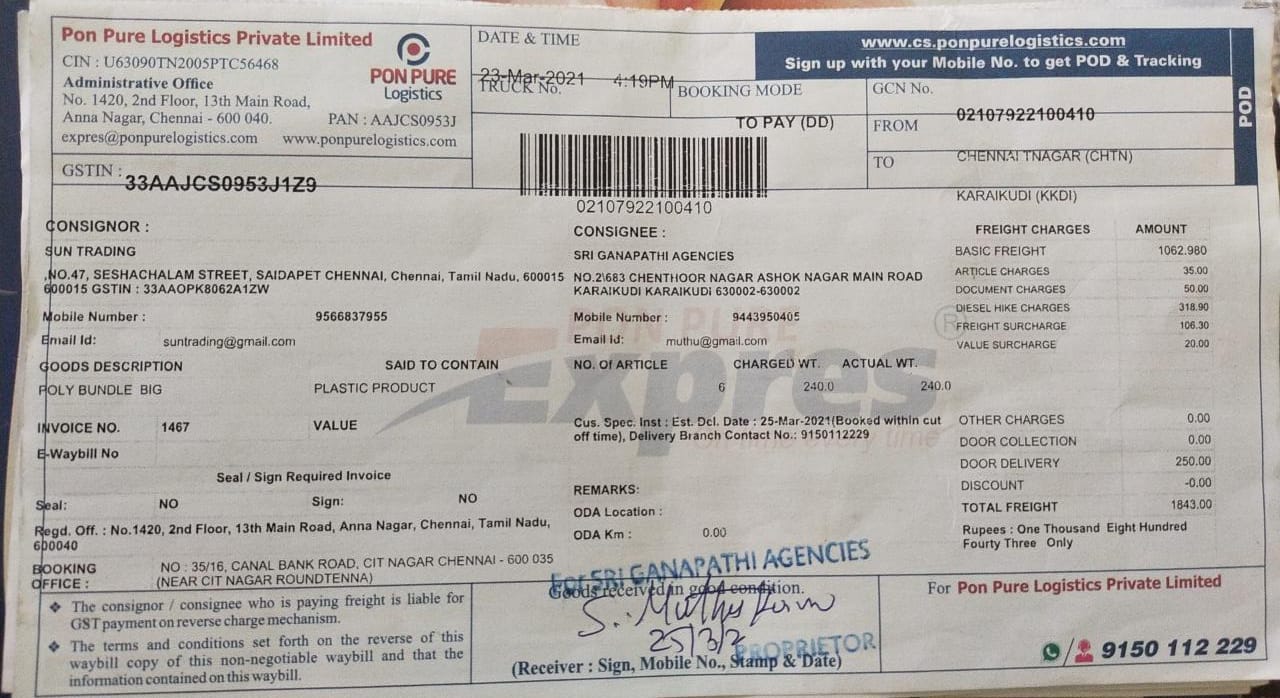 Pon Pure Logistics Private Limited
CIN : U63090TN2005PTC56468
Administrative Office
No. 1420, 2nd Floor, 13th Main Road,
Anna Nagar, Chennai - 600 040.
PAN : AAJCS0953J
expres@ponpurelogistics.com www.ponpurelogistics.com
PON PURE
Logistics
GSTIN : 33AAJCS0953J1Z9
DATE & TIME
23-Mar-2021 4:19PM
TRUCK No.
BOOKING MODE
TO PAY (DD)
02107922100410
www.cs.ponpurelogistics.com
Sign up with your Mobile No. to get POD & Tracking
POD
GCN No.
02107922100410
FROM
CHENNAI TNAGAR (CHTN)
TO
KARAIKUDI (KKDI)
CONSIGNOR :
SUN TRADING
,NO.47, SESHACHALAM STREET, SAIDAPET CHENNAI, Chennai, Tamil Nadu, 600015
600015 GSTIN : 33AAOPK8062A1ZW
Mobile Number : 9566837955
Email Id: suntrading@gmail.com
CONSIGNEE :
SRI GANAPATHI AGENCIES
NO.2\683 CHENTHOOR NAGAR ASHOK NAGAR MAIN ROAD
KARAIKUDI KARAIKUDI 630002-630002
Mobile Number : 9443950405
Email Id: muthu@gmail.com
PON PURE
Expres
®
FREIGHT CHARGES AMOUNT
BASIC FREIGHT 1062.980
ARTICLE CHARGES 35.00
DOCUMENT CHARGES 50.00
DIESEL HIKE CHARGES 318.90
FREIGHT SURCHARGE 106.30
VALUE SURCHARGE 20.00
OTHER CHARGES 0.00
DOOR COLLECTION 0.00
DOOR DELIVERY 250.00
DISCOUNT -0.00
TOTAL FREIGHT 1843.00
Rupees : One Thousand Eight Hundred
Fourty Three Only
GOODS DESCRIPTION SAID TO CONTAIN NO. Of ARTICLE CHARGED WT. ACTUAL WT.
POLY BUNDLE BIG PLASTIC PRODUCT 6 240.0 240.0
INVOICE NO. 1467 VALUE
E-Waybill No
Cus. Spec. Inst : Est. Dcl. Date : 25-Mar-2021(Booked within cut
off time), Delivery Branch Contact No.: 9150112229
time
Seal / Sign Required Invoice
Seal: NO Sign: NO
REMARKS:
ODA Location :
ODA Km : 0.00
Regd. Off. : No.1420, 2nd Floor, 13th Main Road, Anna Nagar, Chennai, Tamil Nadu,
600040
BOOKING OFFICE : NO : 35/16, CANAL BANK ROAD, CIT NAGAR CHENNAI - 600 035
(NEAR CIT NAGAR ROUNDTENNA)
The consignor / consignee who is paying freight is liable for
GST payment on reverse charge mechanism.
The terms and conditions set forth on the reverse of this
waybill copy of this non-negotiable waybill and that the
information contained on this waybill.
For SRI GANAPATHI AGENCIES
Goods received in good condition.
25/3/2
PROPRIETOR
(Receiver : Sign, Mobile No., Stamp & Date)
For Pon Pure Logistics Private Limited
9150 112 229